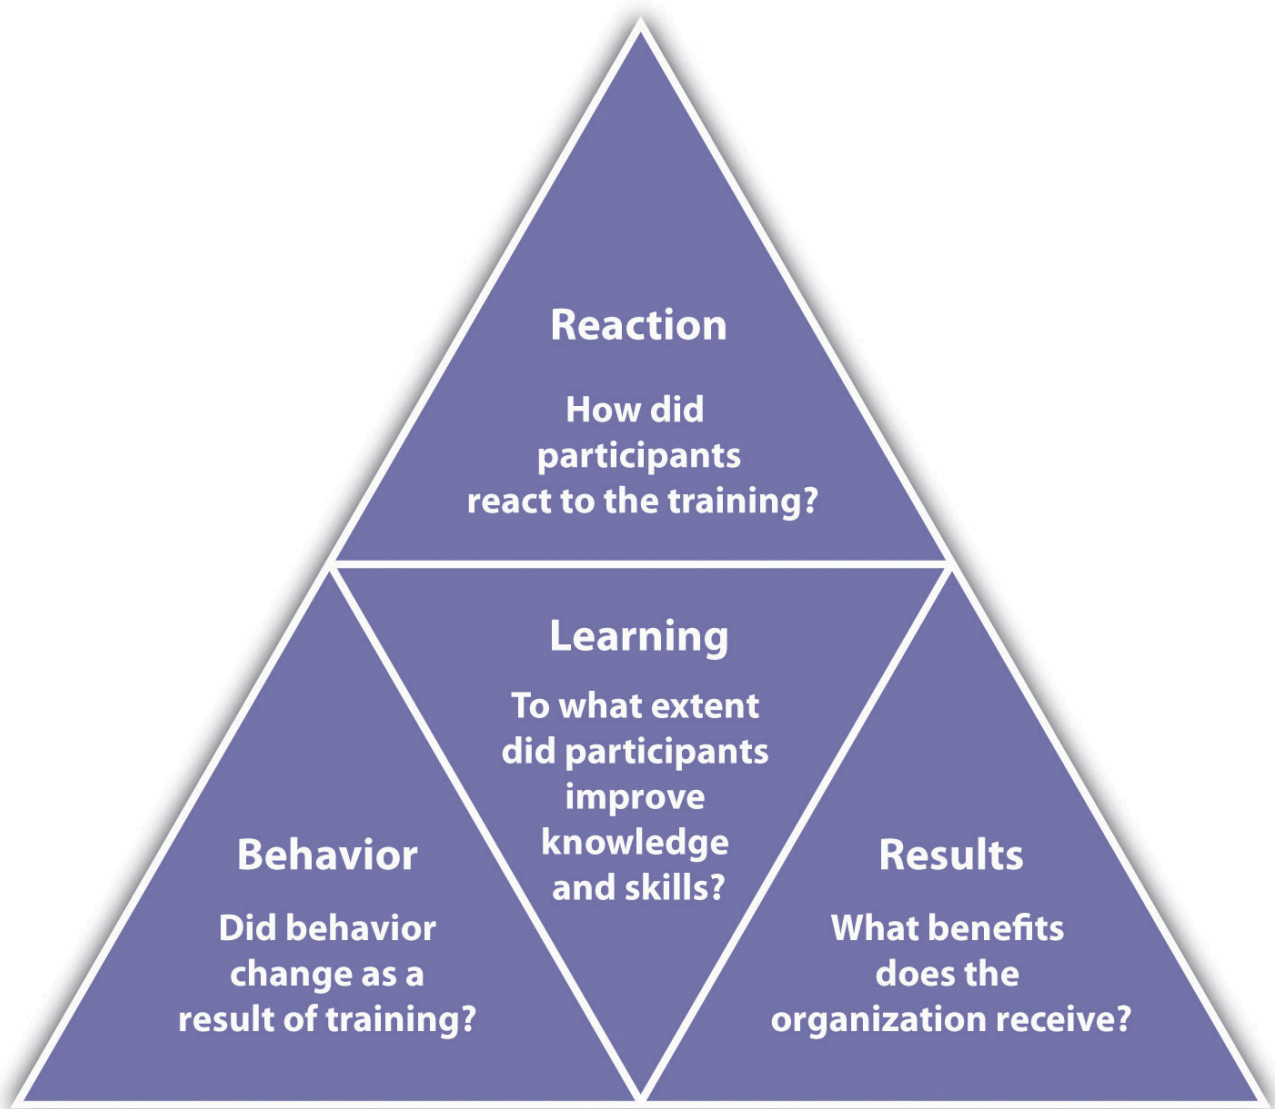 Reaction
How did
participants
react to the training?
Learning
To what extent
did participants
improve
knowledge
and skills?
Behavior
Did behavior
change as a
result of training?
Results
What benefits
does the
organization receive?